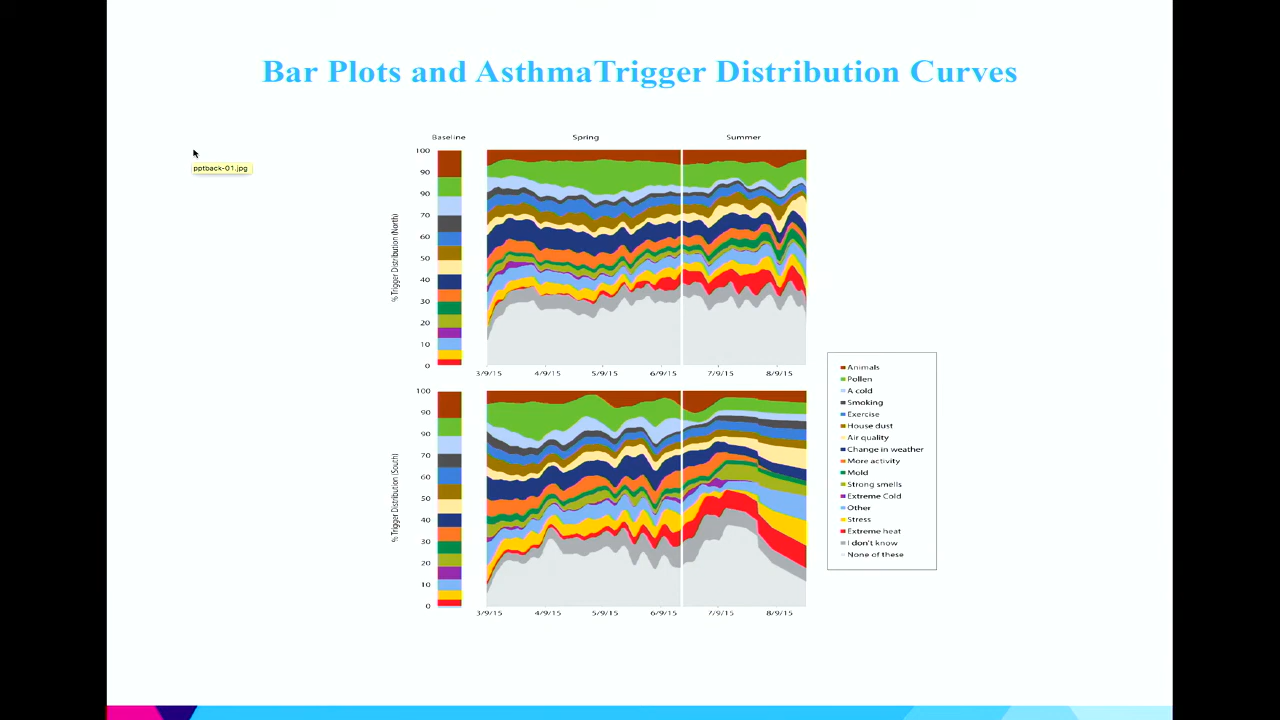 Bar Plots and AsthmaTrigger Distribution Curves
Baseline Spring Summer
pptback-01.jpg
% Trigger Distribution (North)
100
90
90
70
60
50
40
30
20
10
0
3/9/15 4/9/15 5/9/15 6/9/15 7/9/15 8/9/15
% Trigger Distribution (South)
100
90
90
70
60
50
40
30
20
10
0
3/9/15 4/9/15 5/9/15 6/9/15 7/9/15 8/9/15
Animals
Pollen
A cold
Smoking
Exercise
House dust
Air quality
Change in weather
More activity
Mold
Strong smells
Extreme Cold
Other
Stress
Extreme heat
I don't know
None of these